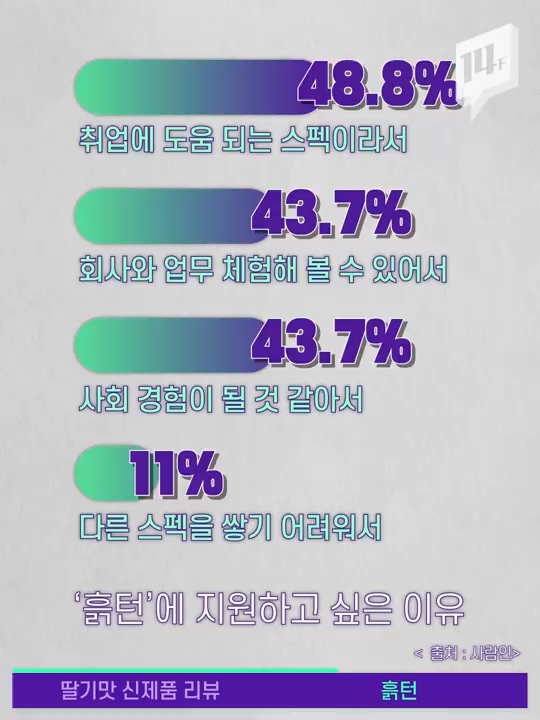 14F
48.8%
취업에 도움 되는 스펙이라서
43.7%
회사와 업무 체험해 볼 수 있어서
43.7%
사회 경험이 될 것 같아서
11%
다른 스펙을 쌓기 어려워서
‘흙턴’에 지원하고 싶은 이유
< 출처 : 사람인>
딸기맛 신제품 리뷰 흙턴